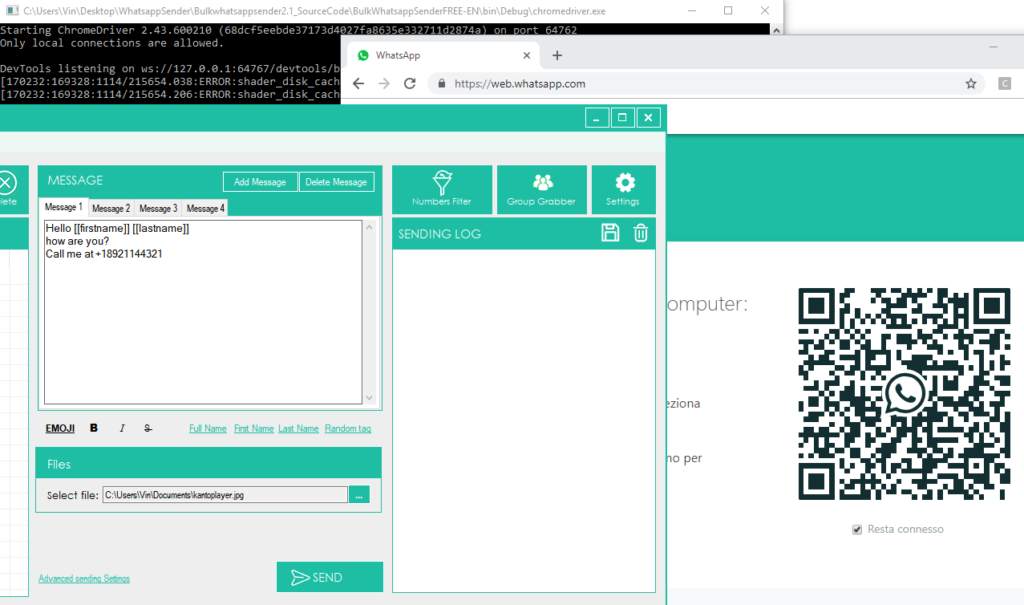 C:\Users\Vin\Desktop\WhatsappSender\Bulkwhatsappsender2.1_SourceCode\BulkWhatsappSenderFREE-EN\bin\Debug\chromedriver.exe
Starting ChromeDriver 2.43.600210 (68dcf5eebde37173d4027fa8635e332711d2874a) on port 64762
Only local connections are allowed.
DevTools listening on ws://127.0.0.1:64767/devtools/b
[170232:169328:1114/215654.038:ERROR:shader_disk_cach
[170232:169328:1114/215654.206:ERROR:shader_disk_cach
WhatsApp
https://web.whatsapp.com
C
lete
MESSAGE
Add Message
Delete Message
Message 1
Message 2
Message 3
Message 4
Hello [[firstname]] [[lastname]]
how are you?
Call me at +18921144321
Numbers Filter
Group Grabber
Settings
SENDING LOG
EMOJI B I S
Full Name
First Name
Last Name
Random tag
Files
Select file: C:\Users\Vin\Documents\kantoplayer.jpg ...
Advanced sending Settings
SEND
omputer:
eziona
no per
Resta connesso